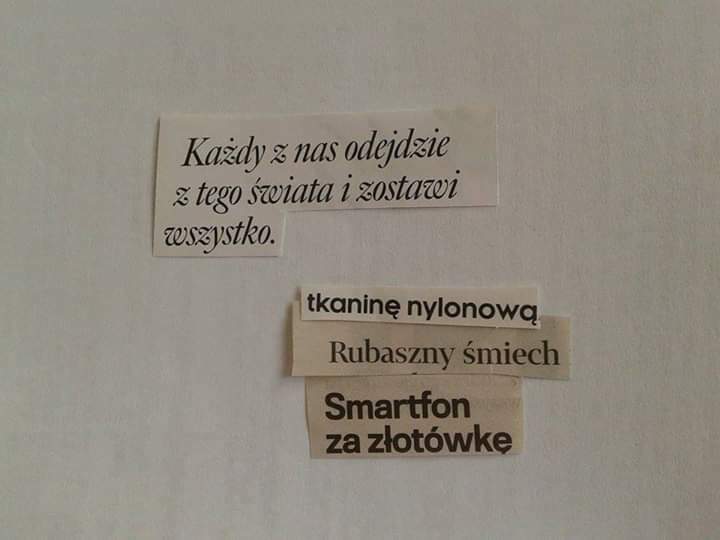 Każdy z nas odejdzie
z tego świata i zostawi
wszystko.
tkaninę nylonową
Rubaszny śmiech
Smartfon
za złotówkę